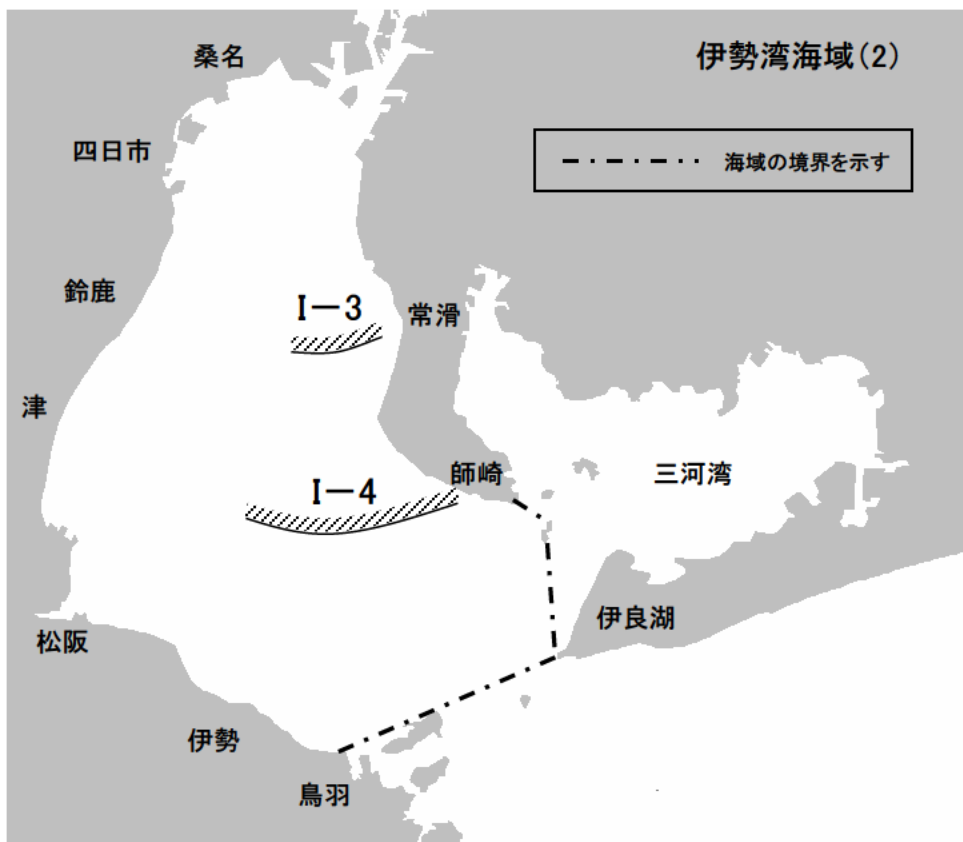 桑名
伊勢湾海域(2)
四日市
海域の境界を示す
鈴鹿
I-3
常滑
津
師崎
三河湾
I-4
伊良湖
松阪
伊勢
鳥羽